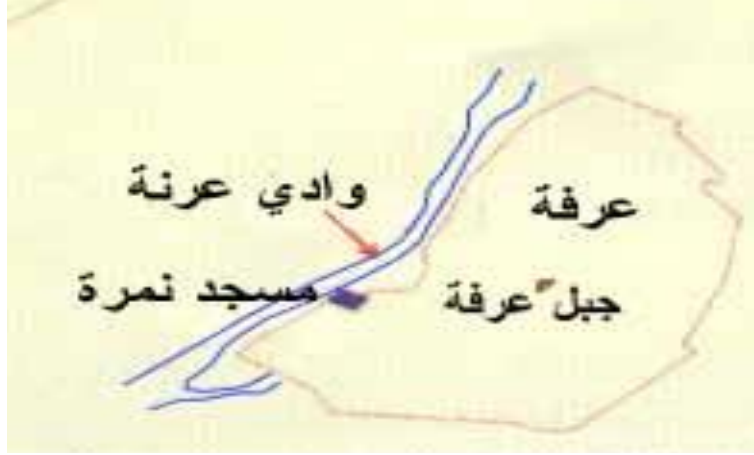 وادي عرنة
عرفة
مسجد نمرة
جبل عرفة